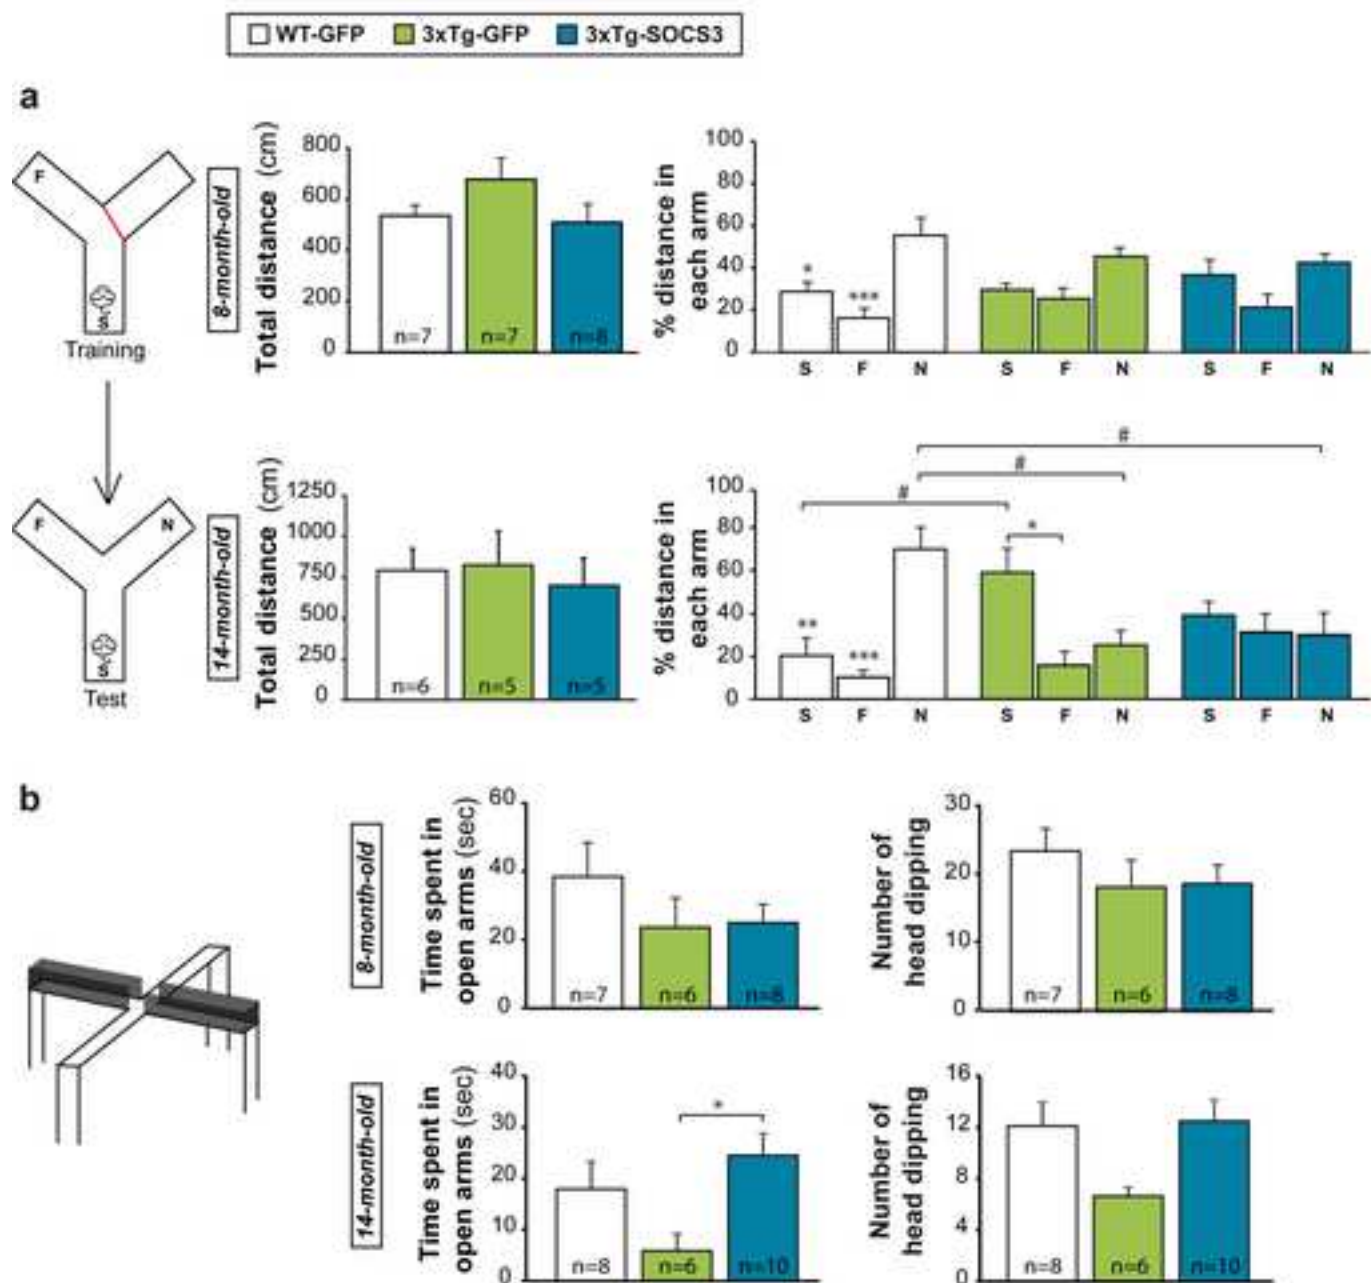 WT-GFP 3xTg-GFP 3xTg-SOCS3
a
F
S
Training
8-month-old
Total distance (cm)
800
600
400
200
0
n=7 n=7 n=8
% distance in
each arm
100
80
60
40
20
0
* ***
S F N S F N S F N
F N
S
Test
14-month-old
Total distance (cm)
1250
1000
750
500
250
0
n=6 n=5 n=5
% distance in
each arm
100
80
60
40
20
0
#
#
#
*
** ***
S F N S F N S F N
b
8-month-old
Time spent in
open arms (sec)
60
40
20
0
n=7 n=6 n=8
Number of
head dipping
30
20
10
0
n=7 n=6 n=8
14-month-old
Time spent in
open arms (sec)
40
30
20
10
0
*
n=8 n=6 n=10
Number of
head dipping
16
12
8
4
0
n=8 n=6 n=10